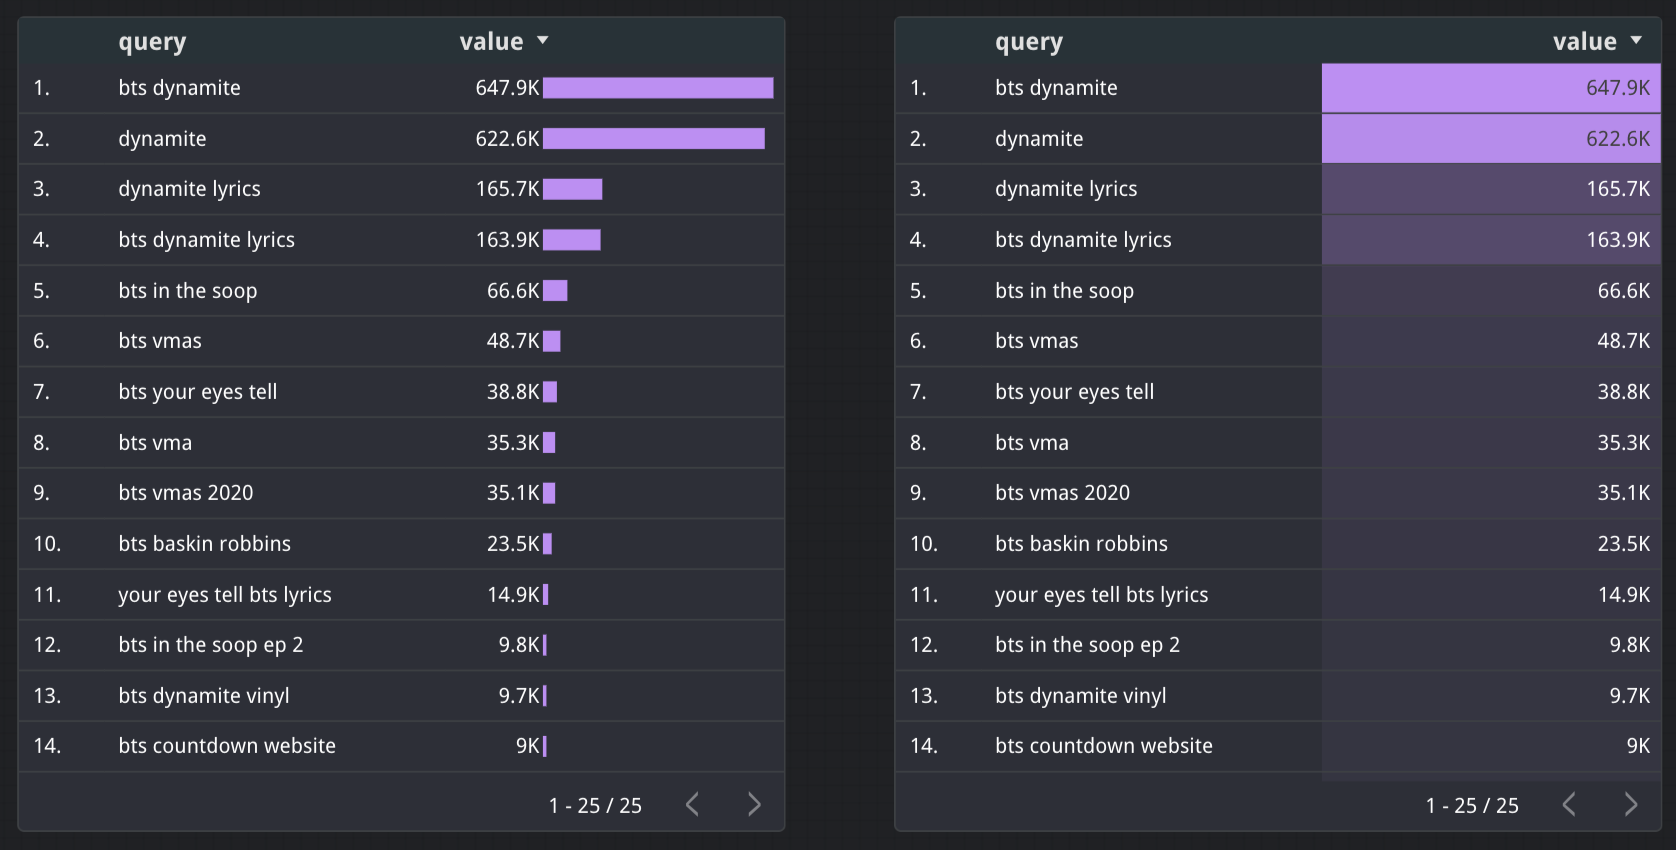 query value
1. bts dynamite 647.9K
2. dynamite 622.6K
3. dynamite lyrics 165.7K
4. bts dynamite lyrics 163.9K
5. bts in the soop 66.6K
6. bts vmas 48.7K
7. bts your eyes tell 38.8K
8. bts vma 35.3K
9. bts vmas 2020 35.1K
10. bts baskin robbins 23.5K
11. your eyes tell bts lyrics 14.9K
12. bts in the soop ep 2 9.8K
13. bts dynamite vinyl 9.7K
14. bts countdown website 9K
1 - 25 / 25
query value
1. bts dynamite 647.9K
2. dynamite 622.6K
3. dynamite lyrics 165.7K
4. bts dynamite lyrics 163.9K
5. bts in the soop 66.6K
6. bts vmas 48.7K
7. bts your eyes tell 38.8K
8. bts vma 35.3K
9. bts vmas 2020 35.1K
10. bts baskin robbins 23.5K
11. your eyes tell bts lyrics 14.9K
12. bts in the soop ep 2 9.8K
13. bts dynamite vinyl 9.7K
14. bts countdown website 9K
1 - 25 / 25